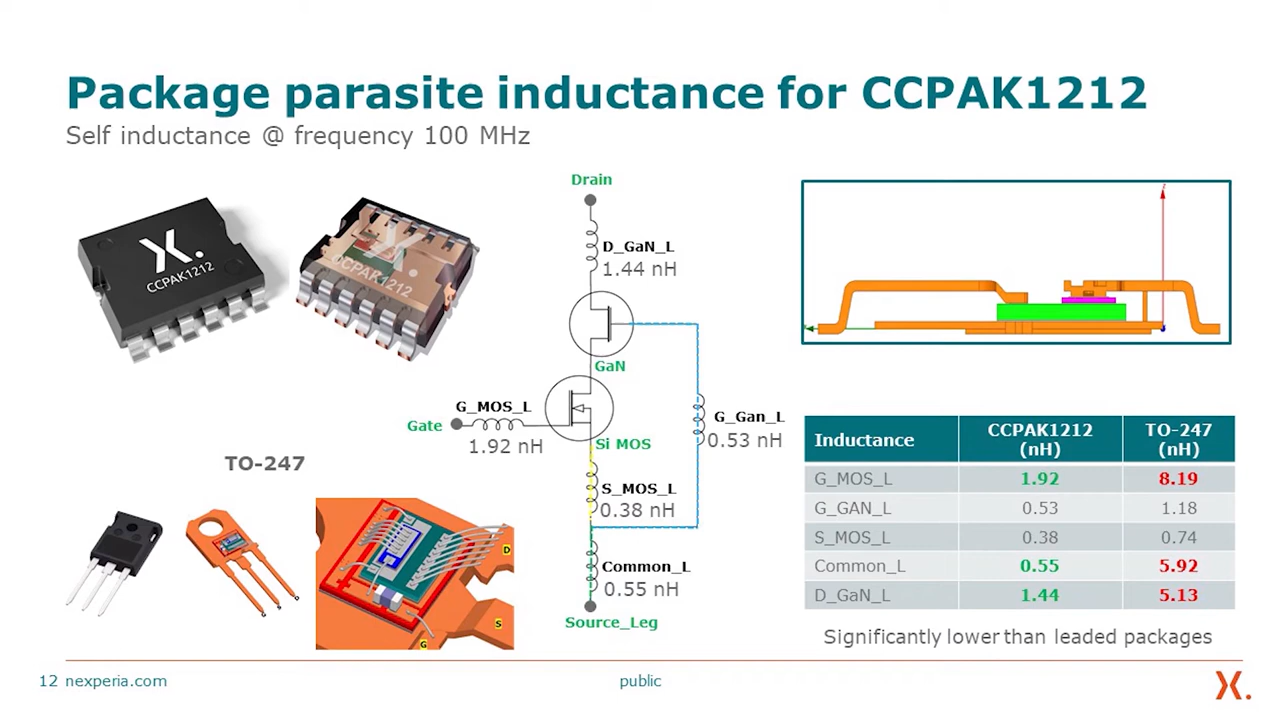 Package parasite inductance for CCPAK1212
Self inductance @ frequency 100 MHz
CCPAK1212
CCPAK1212
TO-247
D
S
G
Drain
D_GaN_L
1.44 nH
GaN
G_MOS_L
Gate
1.92 nH
Si MOS
G_Gan_L
0.53 nH
S_MOS_L
0.38 nH
Common_L
0.55 nH
Source_Leg
Inductance CCPAK1212 (nH) TO-247 (nH)
G_MOS_L 1.92 8.19
G_GAN_L 0.53 1.18
S_MOS_L 0.38 0.74
Common_L 0.55 5.92
D_GaN_L 1.44 5.13
Significantly lower than leaded packages
12 nexperia.com
public